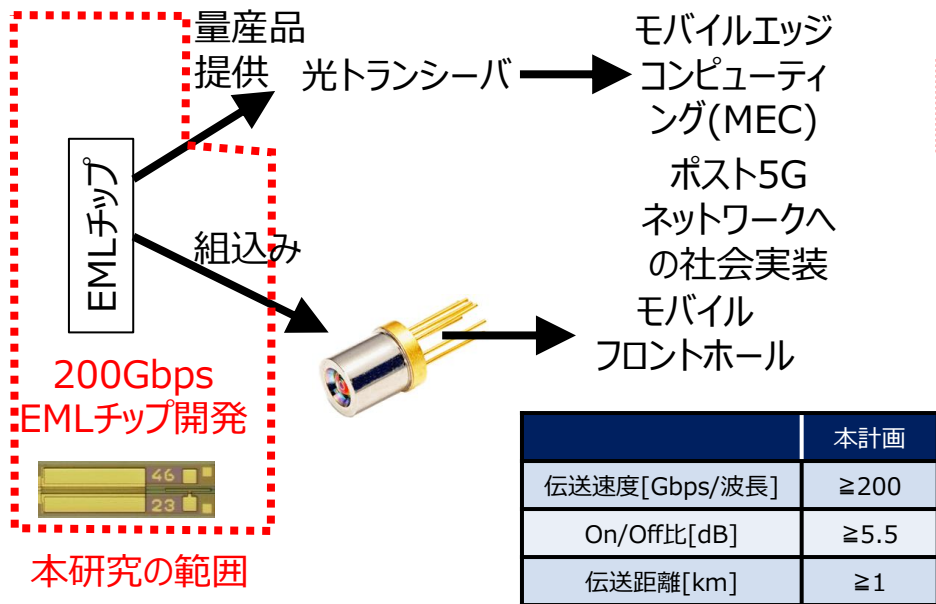 量産品
提供
光トランシーバ
モバイルエッジ
コンピューティ
ング(MEC)
EMLチップ
ポスト5G
ネットワークへ
の社会実装
組込み
モバイル
フロントホール
200Gbps
EMLチップ開発
46
23
本研究の範囲
本計画
伝送速度[Gbps/波長] ≧200
On/Off比[dB] ≧5.5
伝送距離[km] ≧1